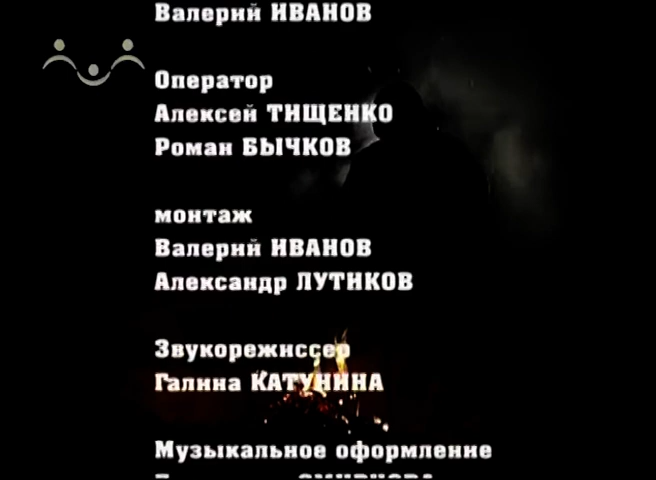 Валерий ИВАНОВ
Оператор
Алексей ТИЩЕНКО
Роман БЫЧКОВ
монтаж
Валерий ИВАНОВ
Александр ЛУТИКОВ
Звукорежиссер
Галина КАТУНИНА
Музыкальное оформление